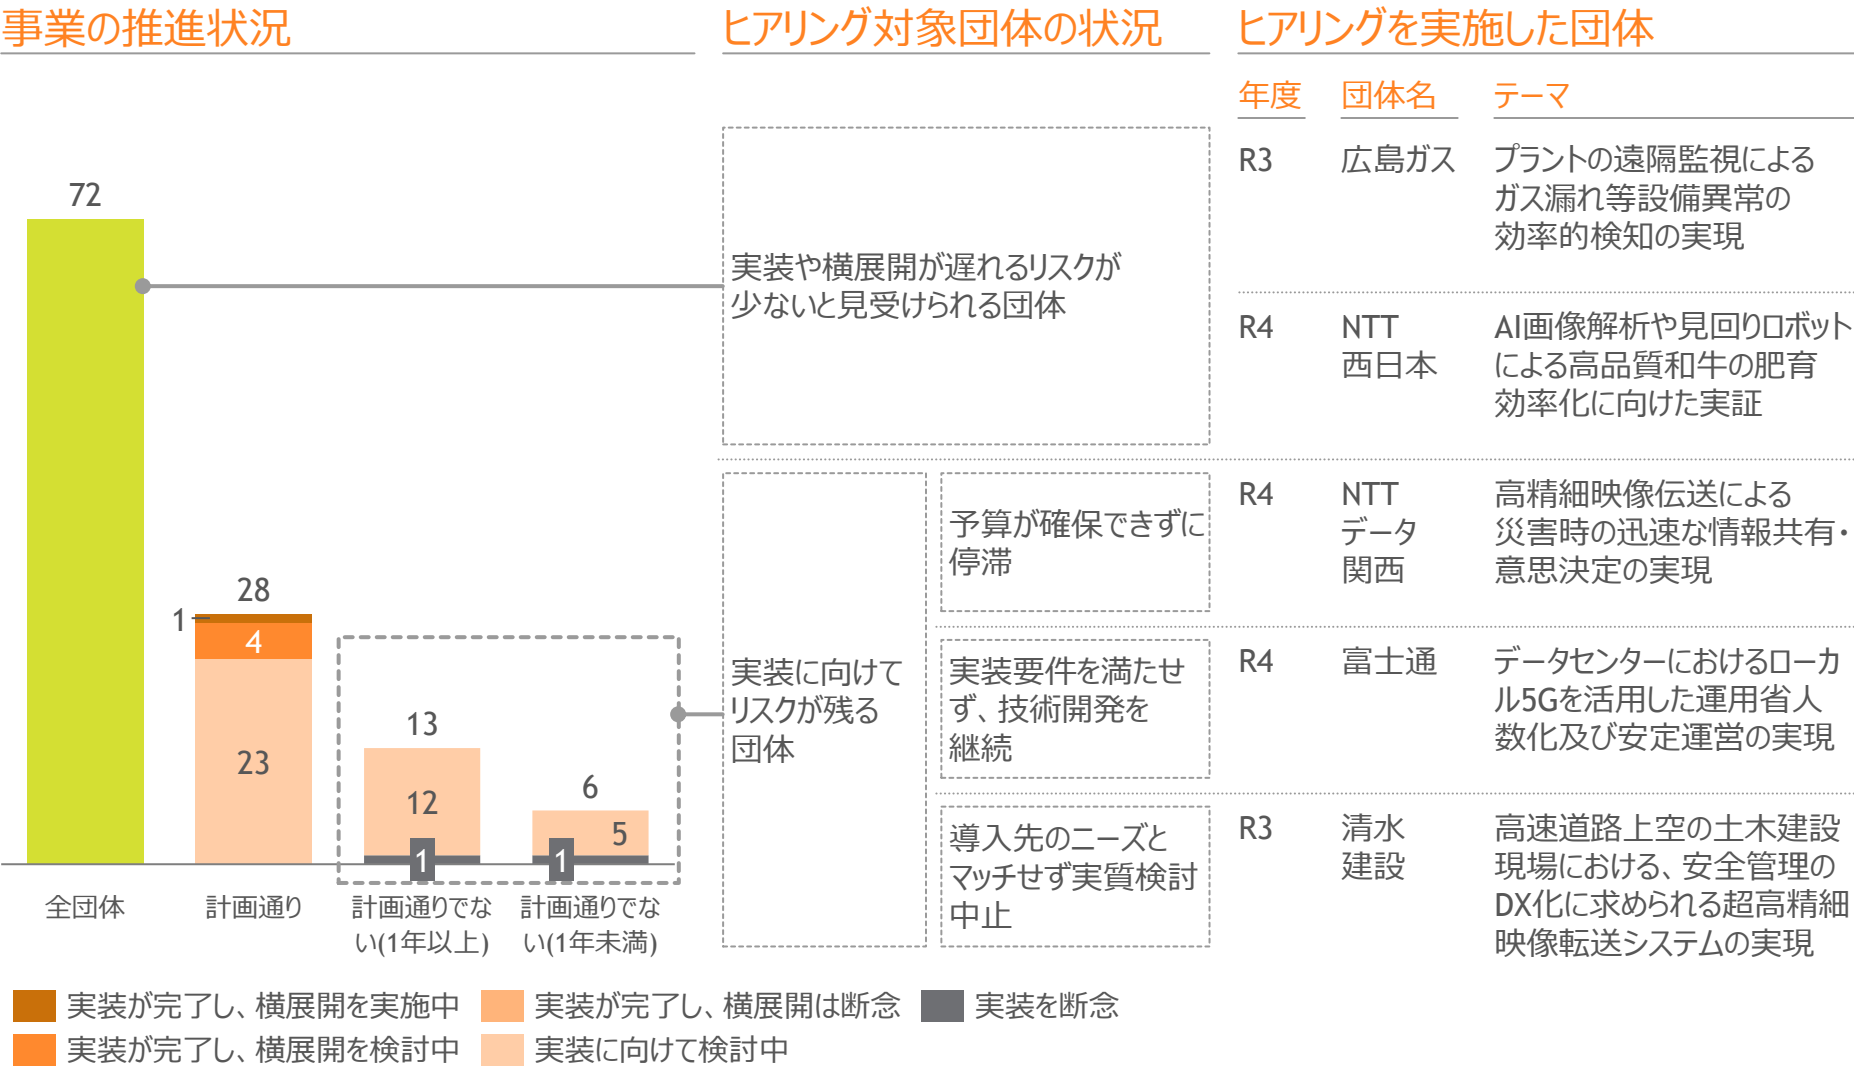 事業の推進状況
72
28
1
4
23
13
12
1
6
5
1
全団体
計画通り
計画通りでな
い(1年以上)
計画通りでな
い(1年未満)
実装が完了し、横展開を実施中
実装が完了し、横展開は断念
実装を断念
実装が完了し、横展開を検討中
実装に向けて検討中
ヒアリング対象団体の状況
実装や横展開が遅れるリスクが
少ないと見受けられる団体
実装に向けて
リスクが残る
団体
予算が確保できずに
停滞
実装要件を満たせ
ず、技術開発を
継続
導入先のニーズと
マッチせず実質検討
中止
ヒアリングを実施した団体
年度
団体名
テーマ
R3
広島ガス
プラントの遠隔監視による
ガス漏れ等設備異常の
効率的検知の実現
R4
NTT
西日本
AI画像解析や見回りロボット
による高品質和牛の肥育
効率化に向けた実証
R4
NTT
データ
関西
高精細映像伝送による
災害時の迅速な情報共有・
意思決定の実現
R4
富士通
データセンターにおけるローカ
ル5Gを活用した運用省人
数化及び安定運営の実現
R3
清水
建設
高速道路上空の土木建設
現場における、安全管理の
DX化に求められる超高精細
映像転送システムの実現